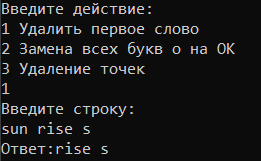 Введите действие:
1 Удалить первое слово
2 Замена всех букв о на ОК
3 Удаление точек
1
Введите строку:
sun rise s
Ответ:rise s